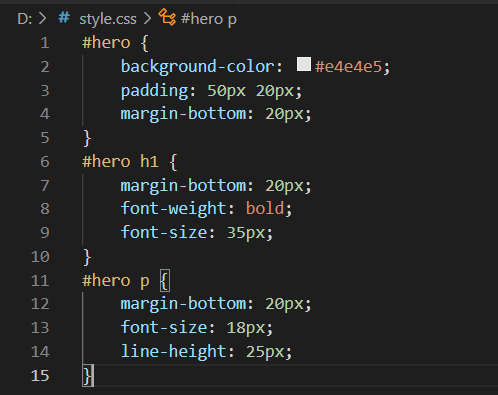 D: > # style.css > #hero p
1 #hero {
2     background-color: #e4e4e5;
3     padding: 50px 20px;
4     margin-bottom: 20px;
5 }
6 #hero h1 {
7     margin-bottom: 20px;
8     font-weight: bold;
9     font-size: 35px;
10 }
11 #hero p {
12     margin-bottom: 20px;
13     font-size: 18px;
14     line-height: 25px;
15 }